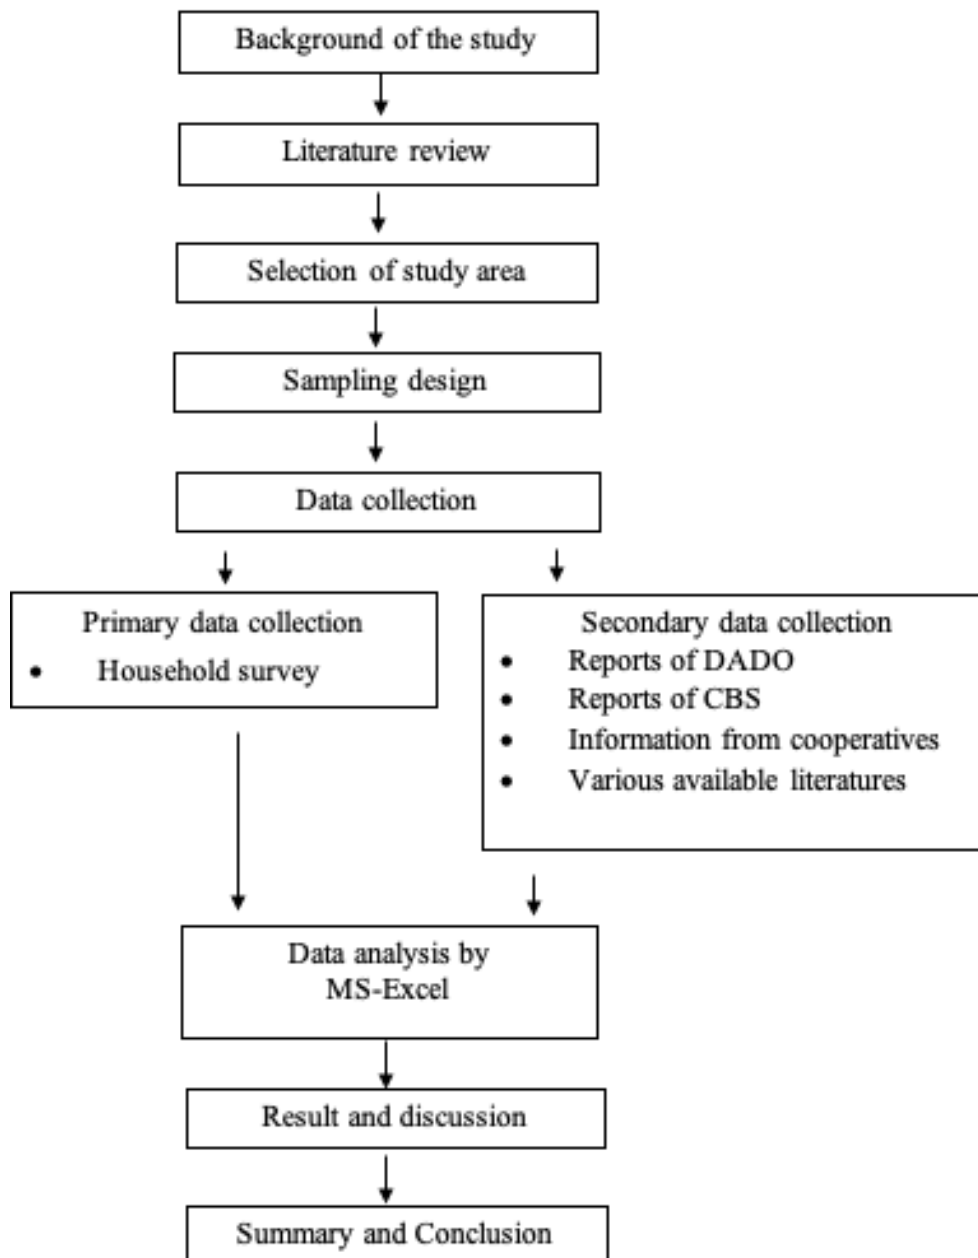 Background of the study
Literature review
Selection of study area
Sampling design
Data collection
Primary data collection
• Household survey
Secondary data collection
• Reports of DADO
• Reports of CBS
• Information from cooperatives
• Various available literatures
Data analysis by
MS-Excel
Result and discussion
Summary and Conclusion